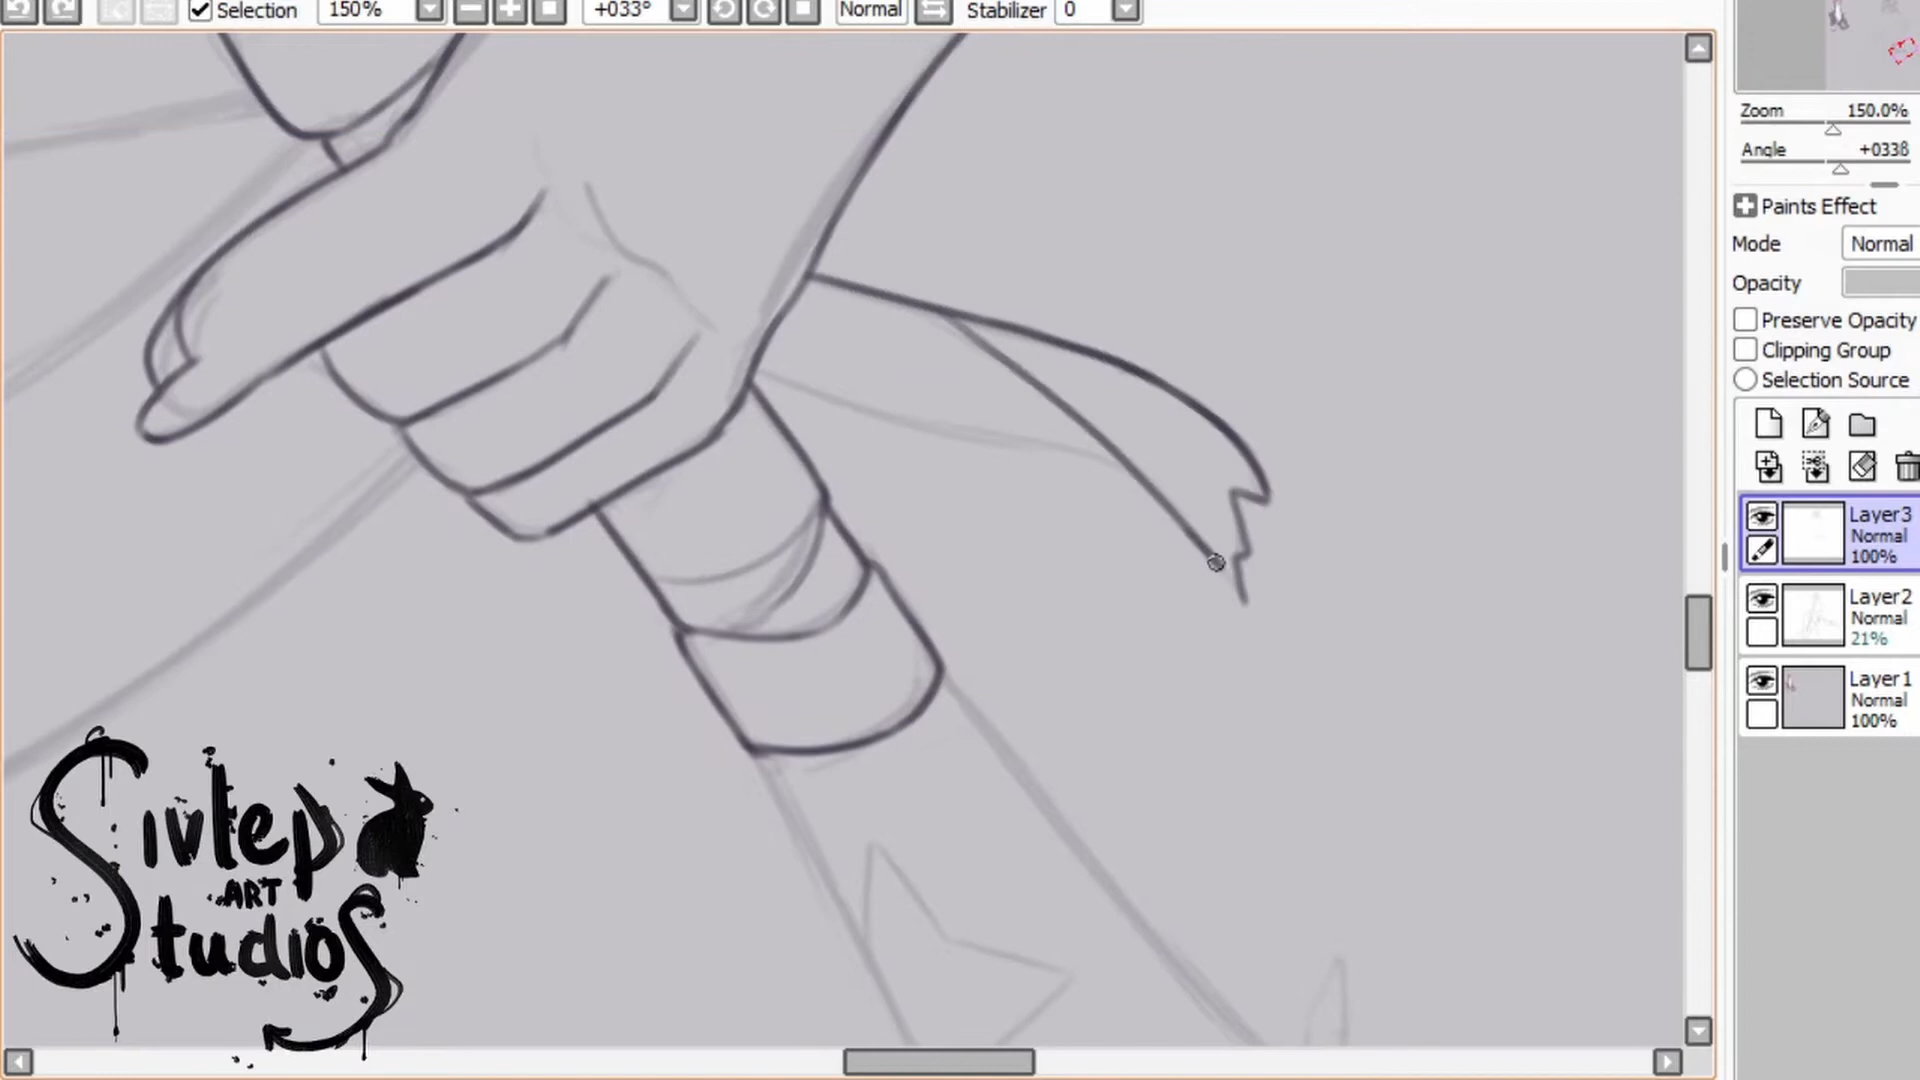 Selection 150% +033° Normal Stabilizer 0
Zoom 150.0%
Angle +0338
Paints Effect
Mode Normal
Opacity
Preserve Opacity
Clipping Group
Selection Source
Layer3
Normal
100%
Layer2
Normal
21%
Layer1
Normal
100%
Sivlep
ART
Studios